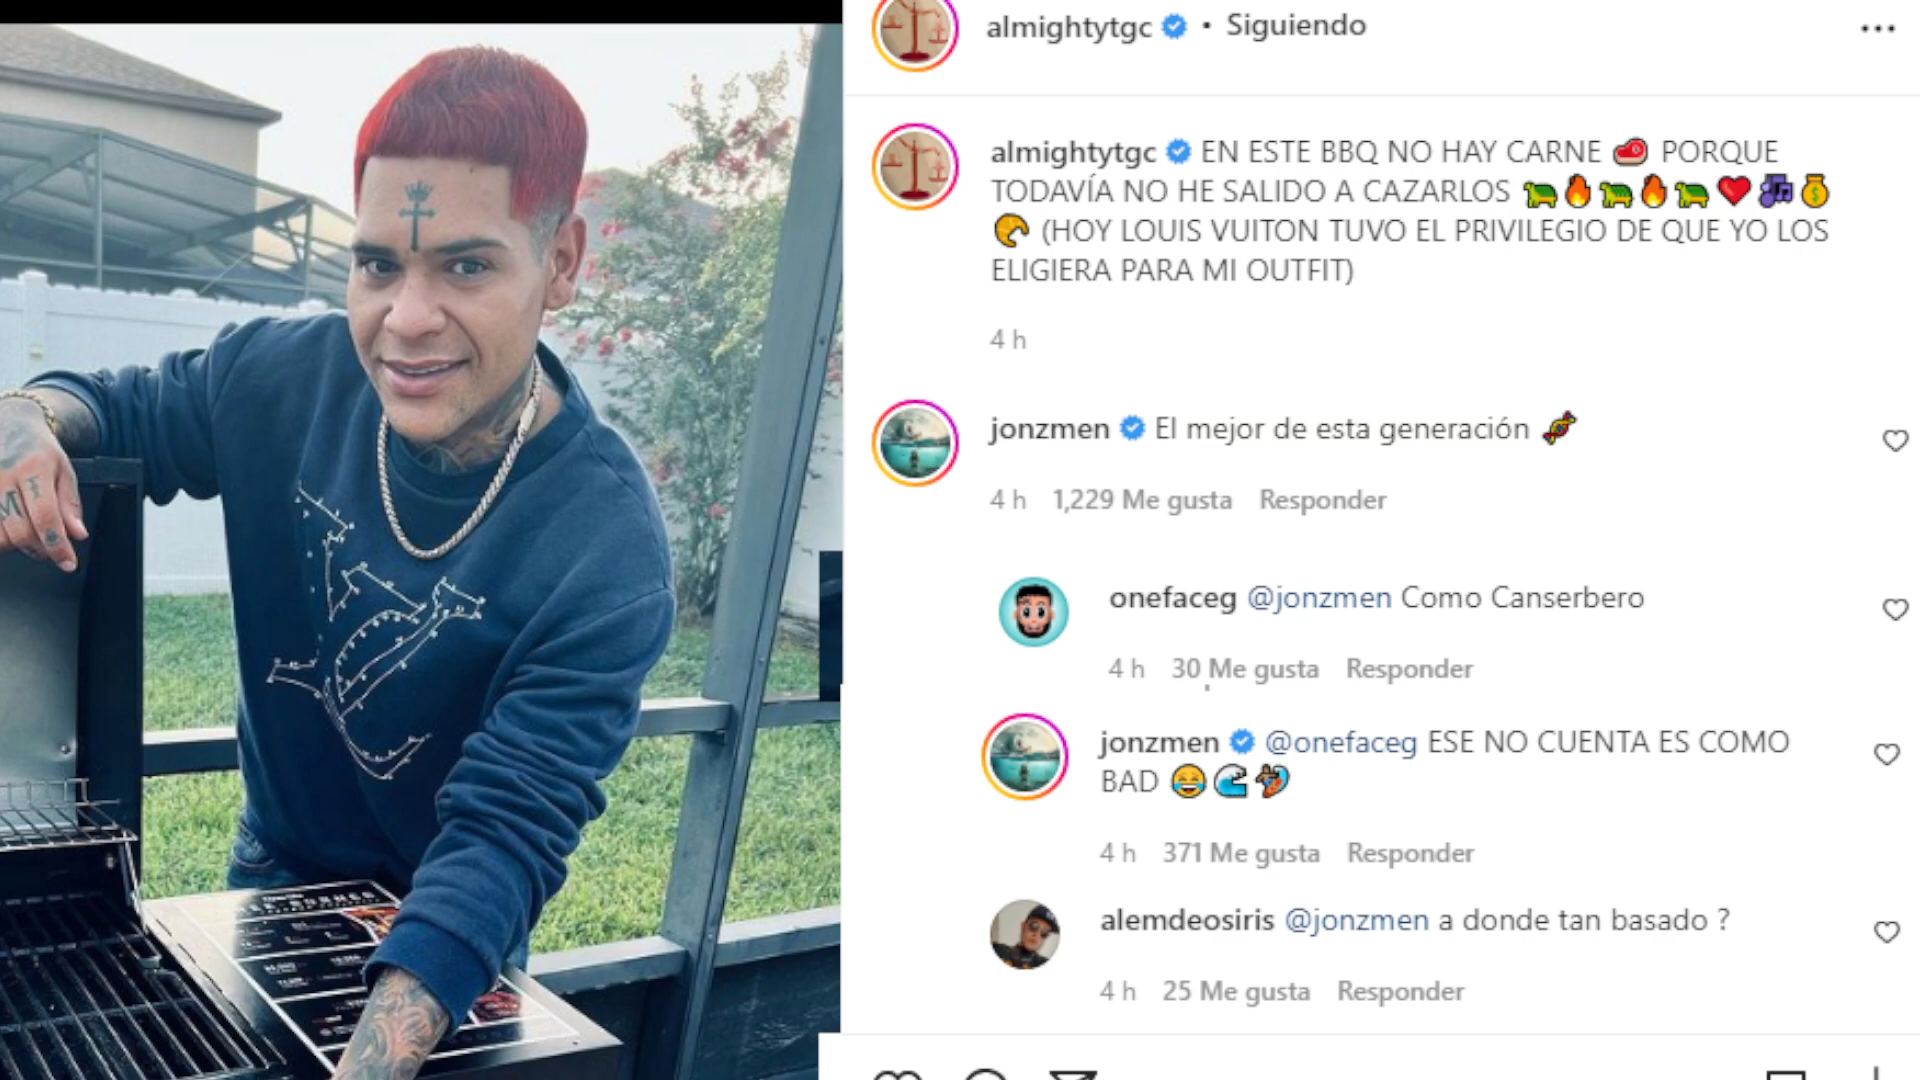 almightytgc • Siguiendo
almightytgc EN ESTE BBQ NO HAY CARNE 🥩 PORQUE
TODAVÍA NO HE SALIDO A CAZARLOS 🐢🔥🐢🔥🐢❤️🎶💰
🥐 (HOY LOUIS VUITON TUVO EL PRIVILEGIO DE QUE YO LOS
ELIGIERA PARA MI OUTFIT)
4 h
jonzmen El mejor de esta generación 🧬
4 h 1,229 Me gusta Responder
onefaceg @jonzmen Como Canserbero
4 h 30 Me gusta Responder
jonzmen @onefaceg ESE NO CUENTA ES COMO
BAD 😂🌊🏄
4 h 371 Me gusta Responder
alemdeosiris @jonzmen a donde tan basado ?
4 h 25 Me gusta Responder